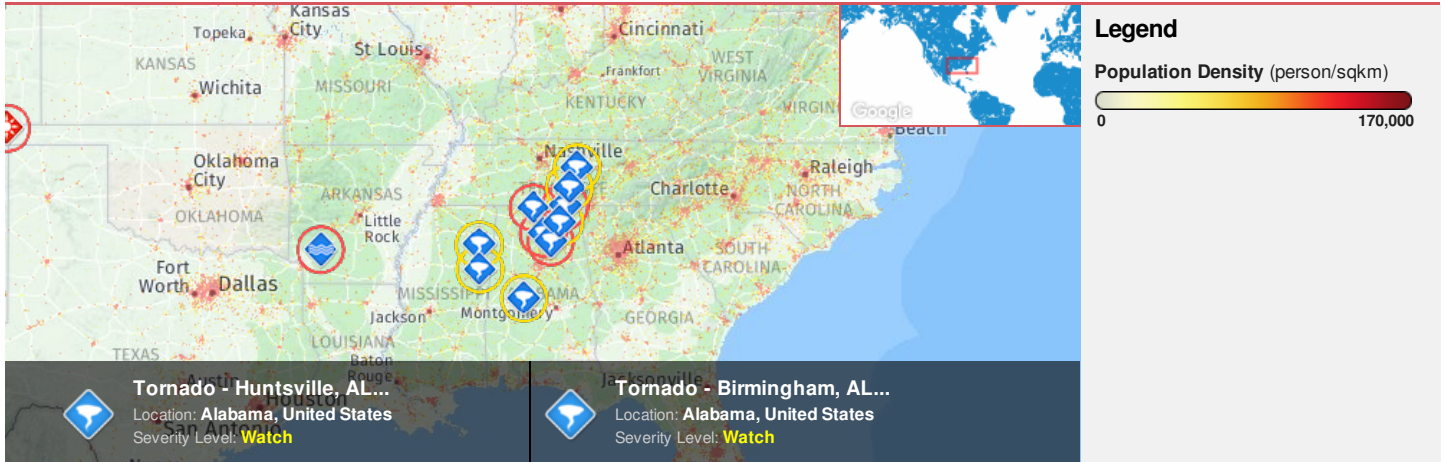 Kansas
City
Topeka
Cincinnati
St Louis
WEST
VIRGINIA
KANSAS
Frankfort
Wichita
MISSOURI
KENTUCKY
Google
Beach
Nashville
Oklahoma
City
Raleigh
ARKANSAS
Charlotte
NORTH
CAROLINA
OKLAHOMA
Little
Rock
Atlanta
SOUTH
CAROLINA
Fort
Worth
Dallas
MISSISSIPPI
Jackson
Montgomery
GEORGIA
LOUISIANA
TEXAS
Baton
Rouge
Austin
Jacksonville
Houston
San Antonio
Tornado - Huntsville, AL...
Location: Alabama, United States
Severity Level: Watch
Tornado - Birmingham, AL...
Location: Alabama, United States
Severity Level: Watch
Legend
Population Density (person/sqkm)
0 170,000